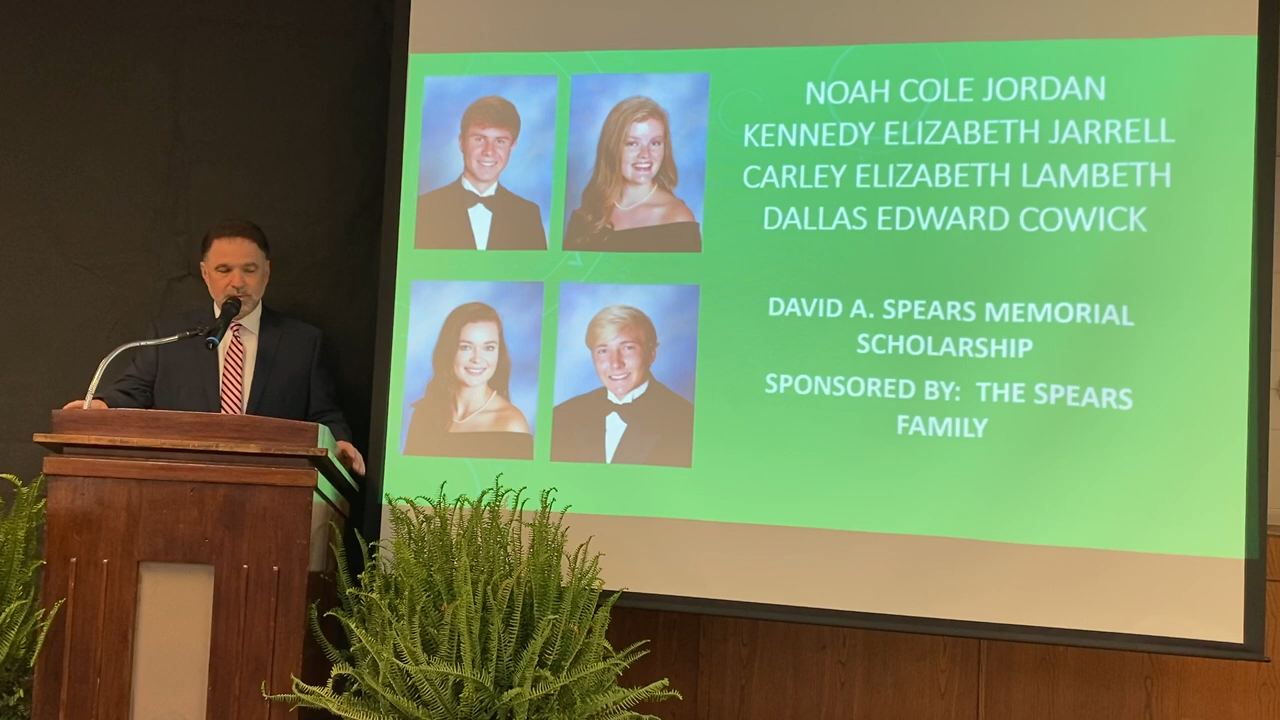 NOAH COLE JORDAN
KENNEDY ELIZABETH JARRELL
CARLEY ELIZABETH LAMBETH
DALLAS EDWARD COWICK
DAVID A. SPEARS MEMORIAL
SCHOLARSHIP
SPONSORED BY: THE SPEARS
FAMILY